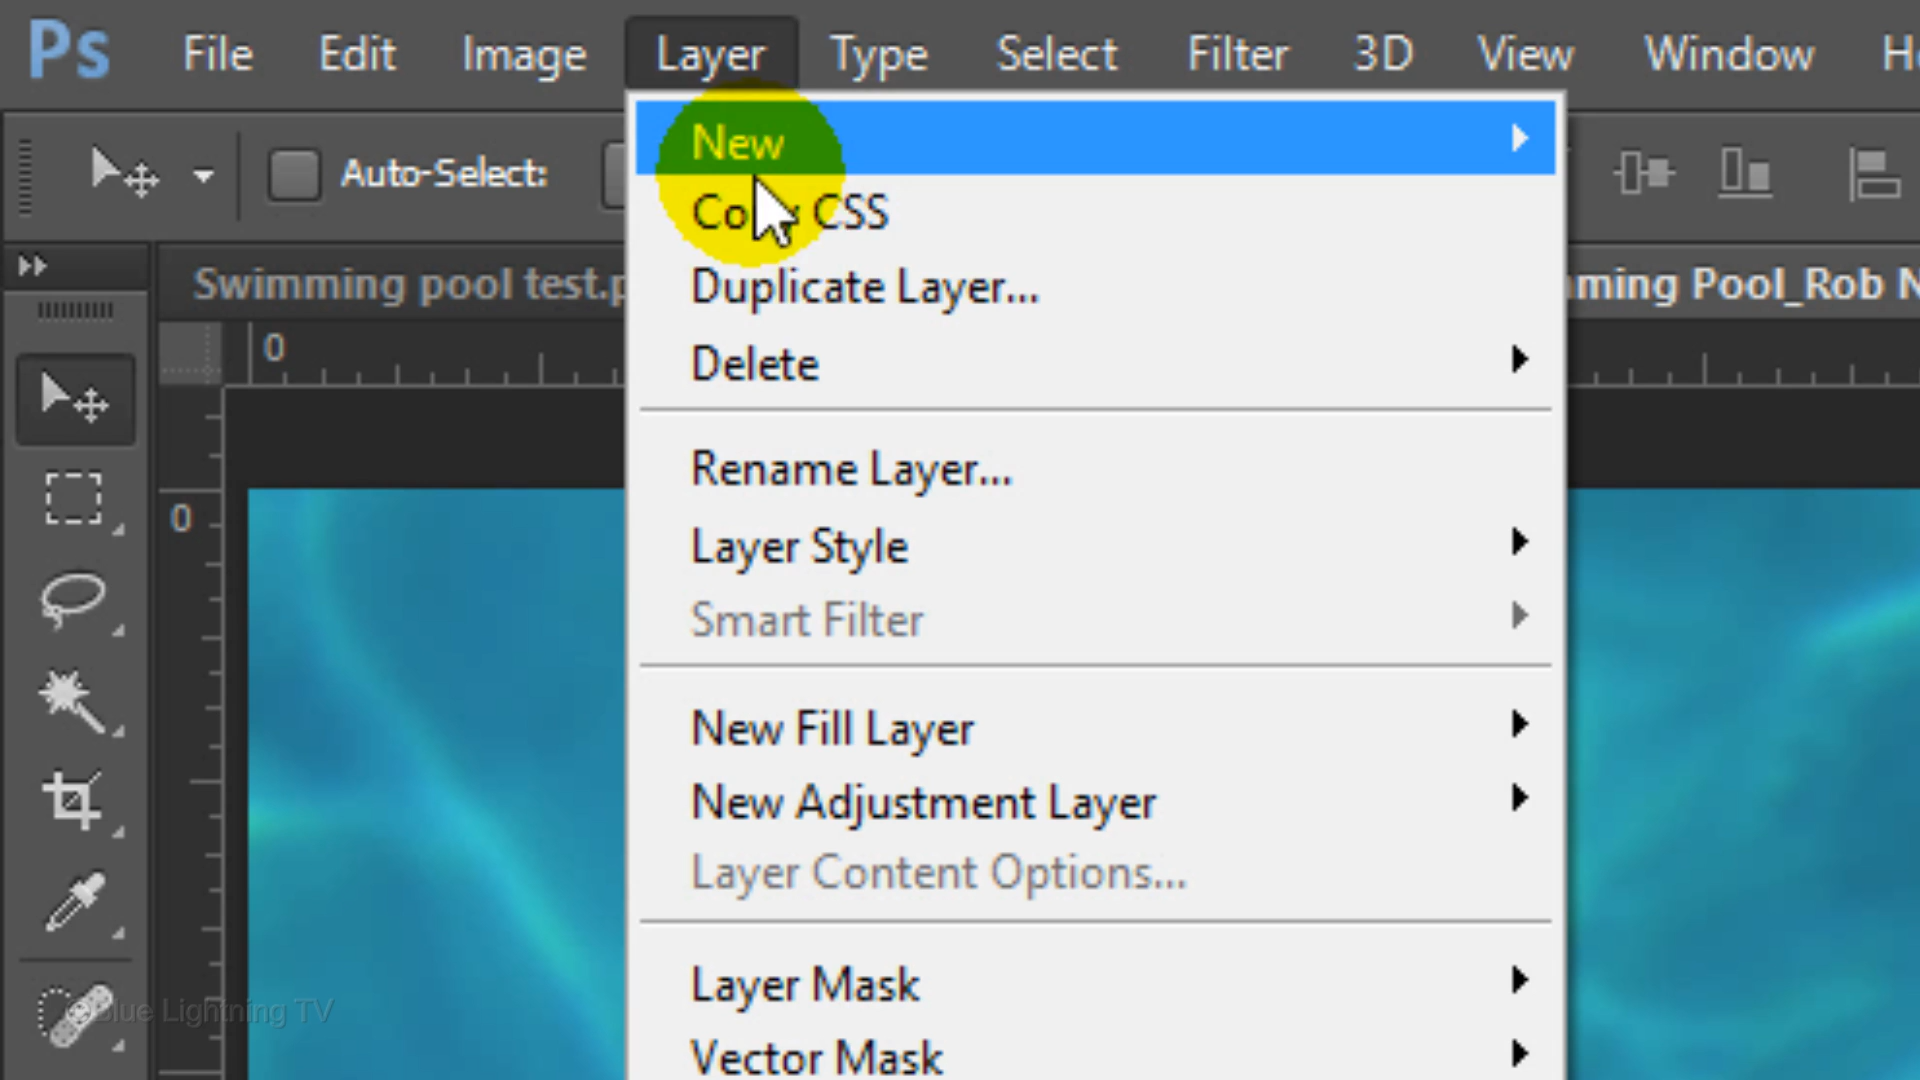 Ps File Edit Image Layer Type Select Filter 3D View Window
Auto-Select:
New
Copy CSS
Swimming pool test.p
Duplicate Layer...
mming Pool_Rob N
0
Delete
Rename Layer...
0
Layer Style
Smart Filter
New Fill Layer
New Adjustment Layer
Layer Content Options...
Layer Mask
©Blue Lightning TV
Vector Mask